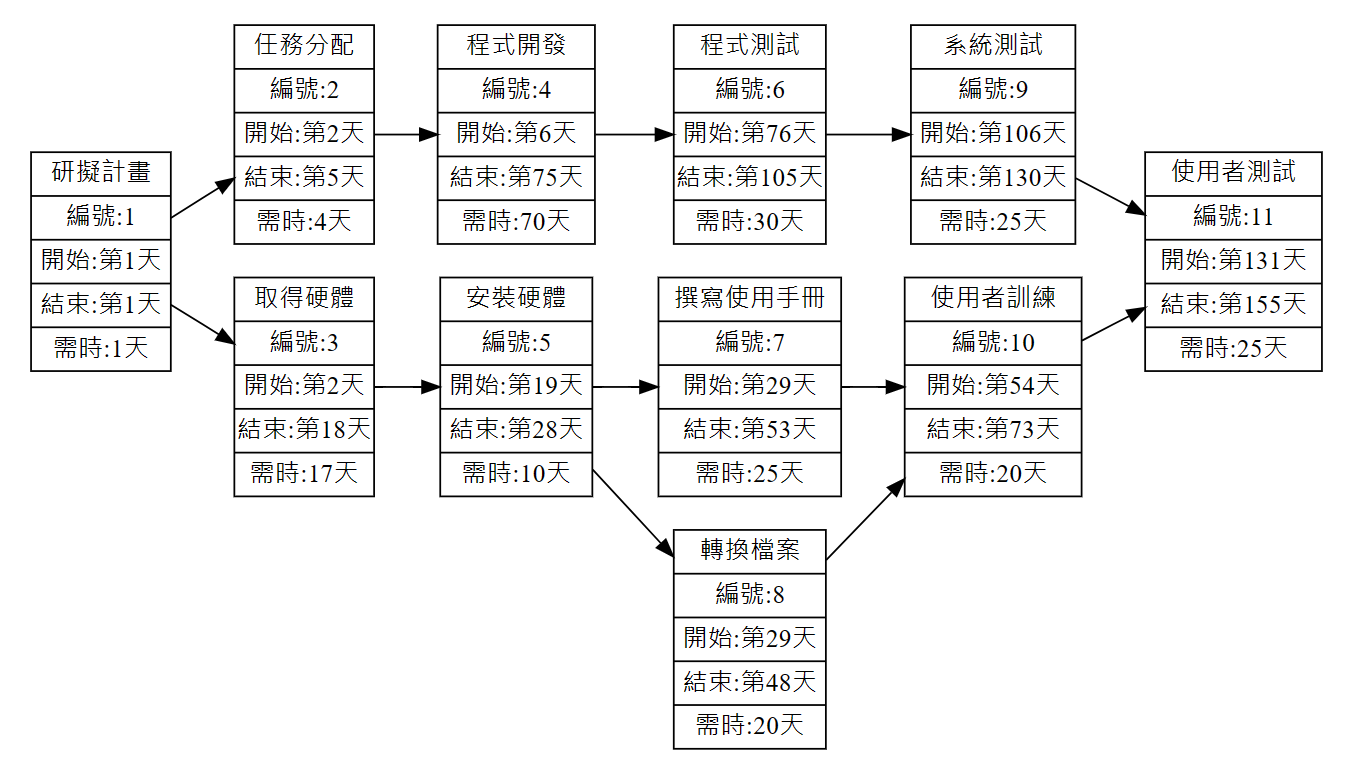 研擬計畫
編號:1
開始:第1天
結束:第1天
需時:1天
任務分配
編號:2
開始:第2天
結束:第5天
需時:4天
程式開發
編號:4
開始:第6天
結束:第75天
需時:70天
程式測試
編號:6
開始:第76天
結束:第105天
需時:30天
系統測試
編號:9
開始:第106天
結束:第130天
需時:25天
取得硬體
編號:3
開始:第2天
結束:第18天
需時:17天
安裝硬體
編號:5
開始:第19天
結束:第28天
需時:10天
撰寫使用手冊
編號:7
開始:第29天
結束:第53天
需時:25天
轉換檔案
編號:8
開始:第29天
結束:第48天
需時:20天
使用者訓練
編號:10
開始:第54天
結束:第73天
需時:20天
使用者測試
編號:11
開始:第131天
結束:第155天
需時:25天